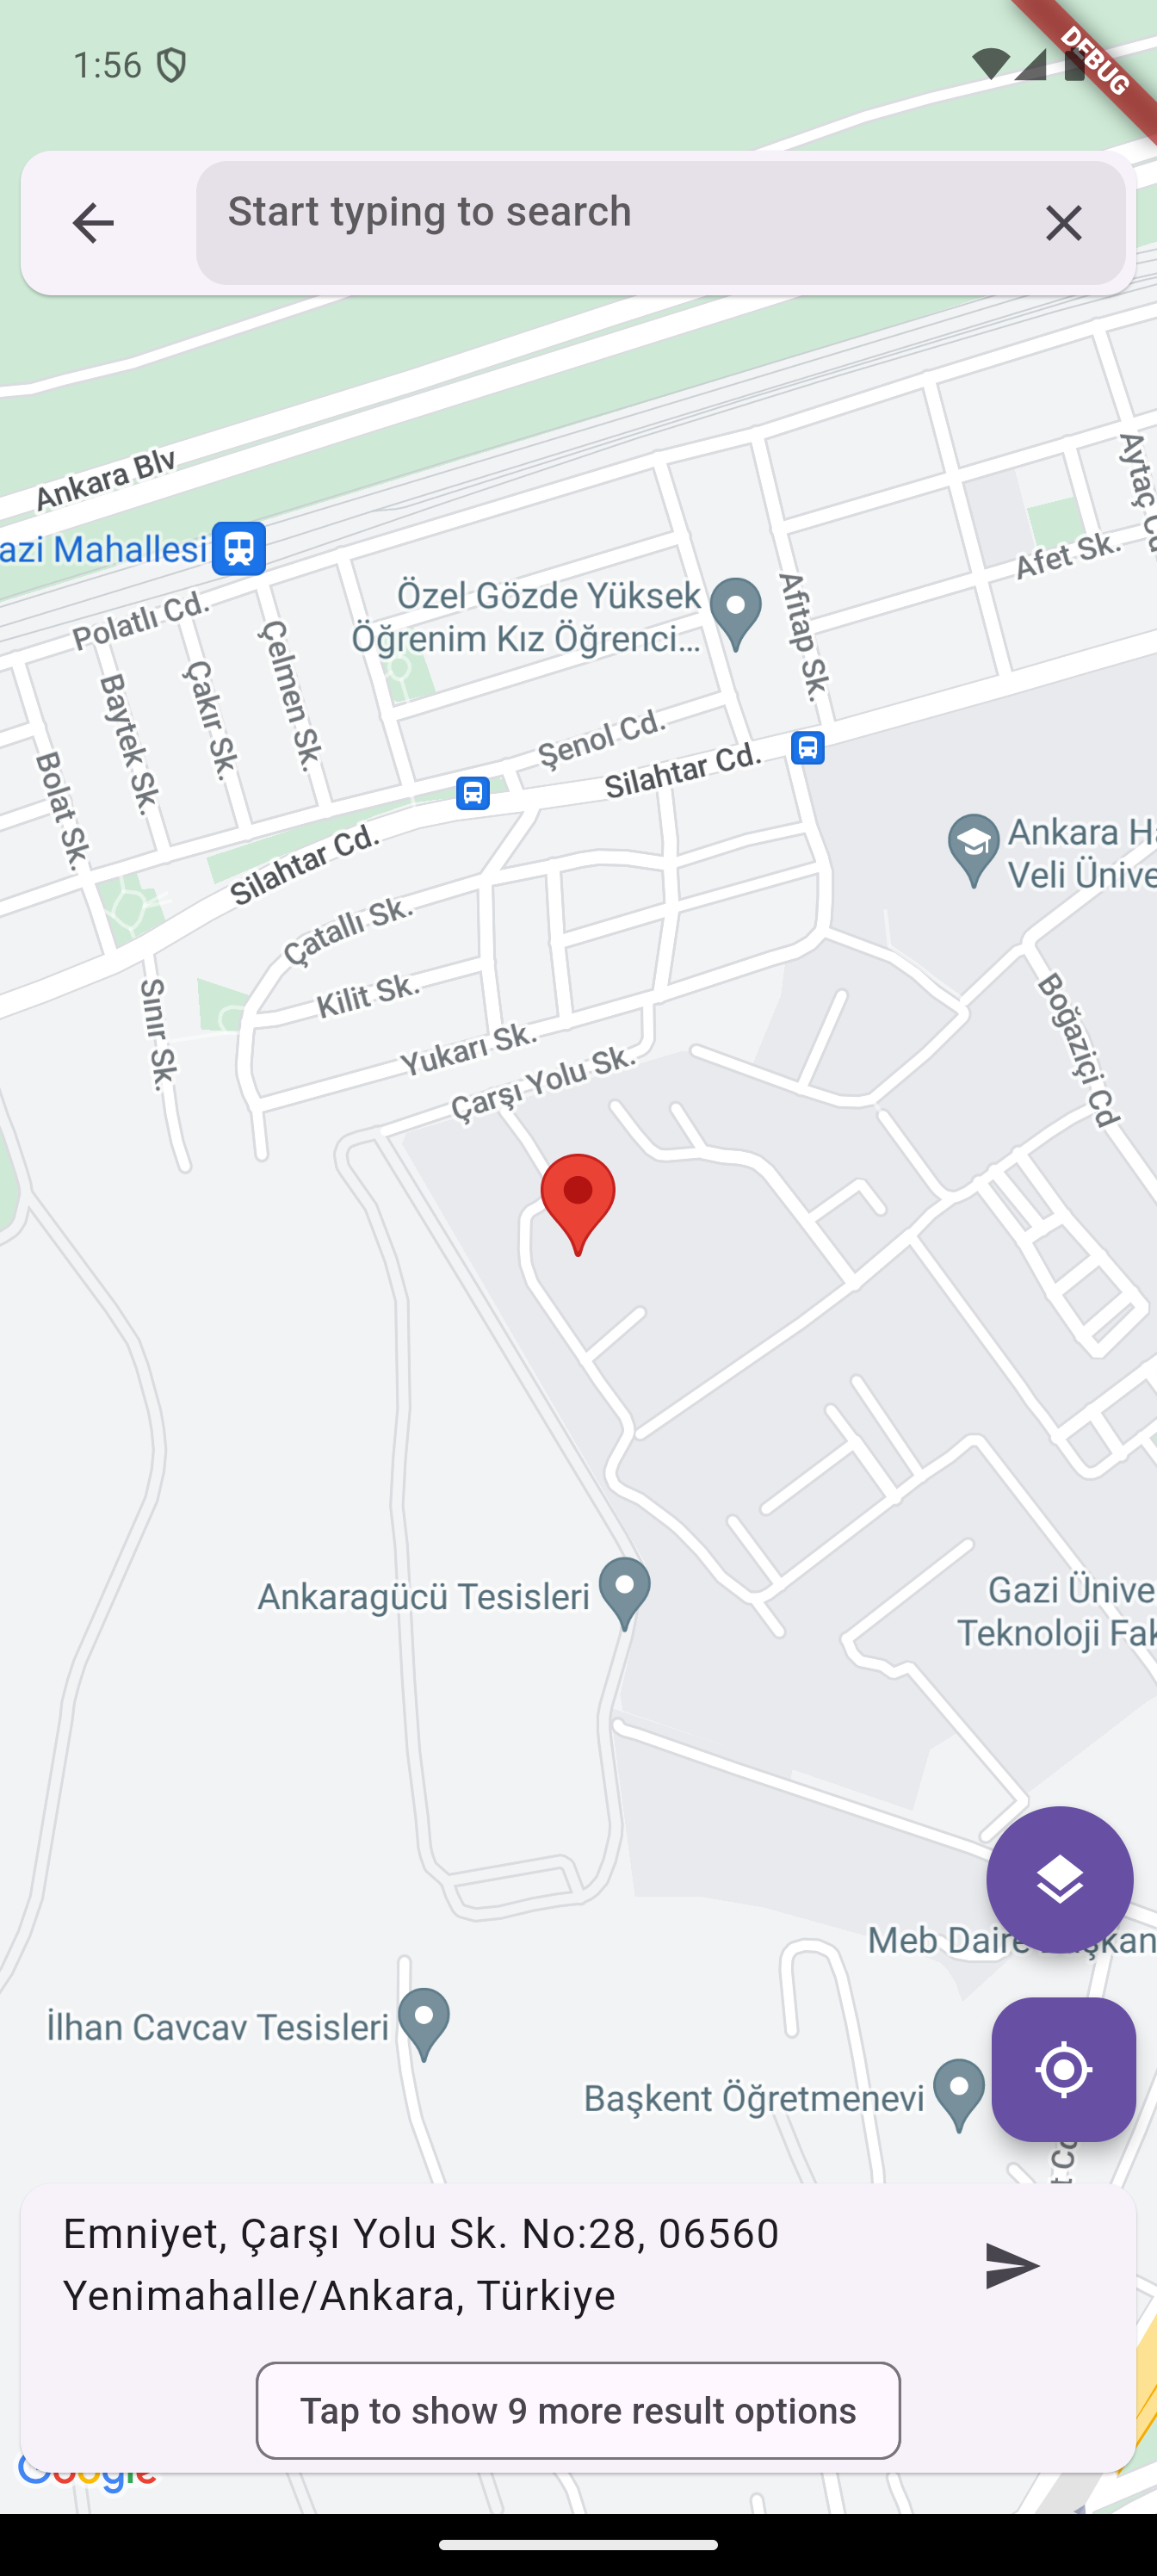 1:56
DEBUG
Start typing to search
Ankara Blv
azi Mahallesi
Aytaç
Afet Sk.
Polatlı Cd.
Özel Gözde Yüksek
Öğrenim Kız Öğrenci...
Afitap Sk.
Çelmen Sk.
Çakır Sk.
Baytek Sk.
Bolat Sk.
Şenol Cd.
Silahtar Cd.
Silahtar Cd.
Ankara Ha
Veli Ünive
Çatallı Sk.
Kilit Sk.
Sınır Sk.
Boğaziçi Cd
Yukarı Sk.
Çarşı Yolu Sk.
Ankaragücü Tesisleri
Gazi Ünive
Teknoloji Fak
Meb Daire
İlhan Cavcav Tesisleri
Başkent Öğretmenevi
Emniyet, Çarşı Yolu Sk. No:28, 06560
Yenimahalle/Ankara, Türkiye
Tap to show 9 more result options
Google